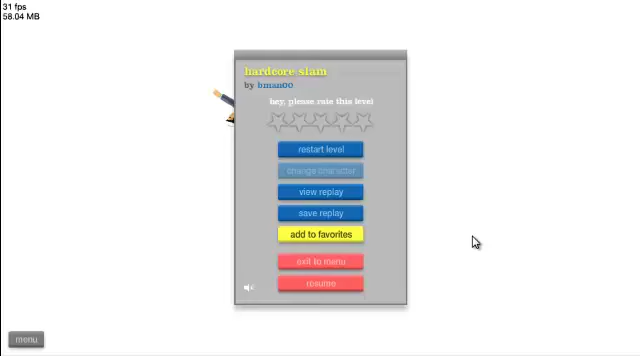 31 fps
58.04 MB
hardcore slam
by bman00
hey, please rate this level
restart level
change character
view replay
save replay
add to favorites
exit to menu
resume
menu